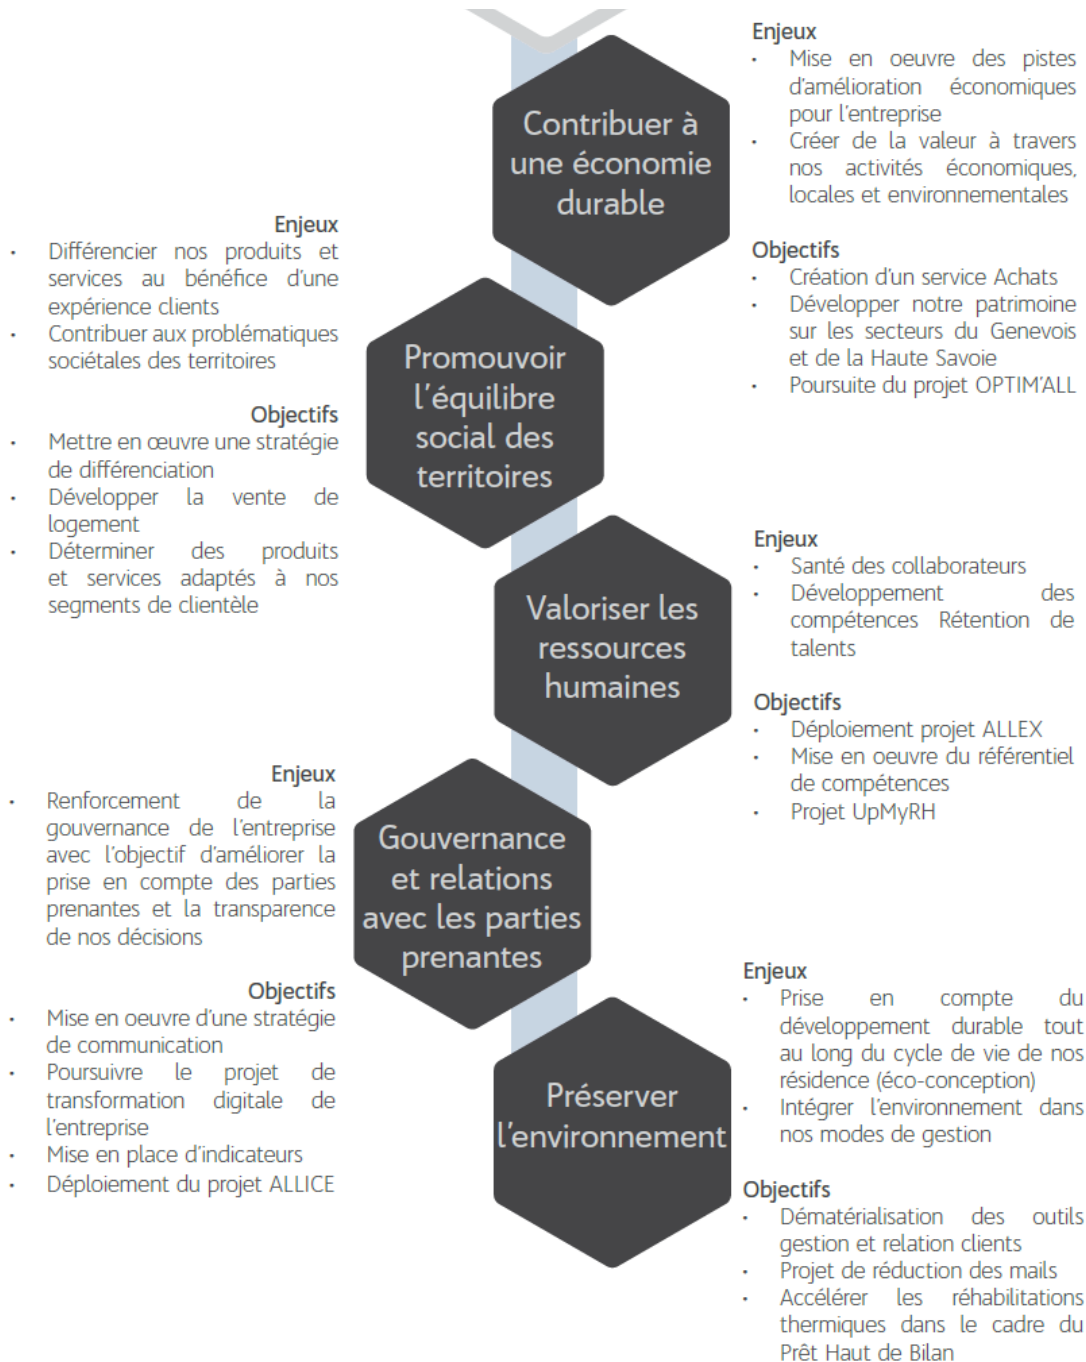 Contribuer à
une économie
durable
Enjeux
• Mise en oeuvre des pistes
d'amélioration économiques
pour l'entreprise
• Créer de la valeur à travers
nos activités économiques,
locales et environnementales
Objectifs
• Création d'un service Achats
• Développer notre patrimoine
sur les secteurs du Genevois
et de la Haute Savoie
• Poursuite du projet OPTIM'ALL
Promouvoir
l'équilibre
social des
territoires
Enjeux
• Différencier nos produits et
services au bénéfice d'une
expérience clients
• Contribuer aux problématiques
sociétales des territoires
Objectifs
• Mettre en œuvre une stratégie
de différenciation
• Développer la vente de
logement
• Déterminer des produits
et services adaptés à nos
segments de clientèle
Valoriser les
ressources
humaines
Enjeux
• Santé des collaborateurs
• Développement des
compétences Rétention de
talents
Objectifs
• Déploiement projet ALLEX
• Mise en oeuvre du référentiel
de compétences
• Projet UpMyRH
Gouvernance
et relations
avec les parties
prenantes
Enjeux
• Renforcement de la
gouvernance de l'entreprise
avec l'objectif d'améliorer la
prise en compte des parties
prenantes et la transparence
de nos décisions
Objectifs
• Mise en oeuvre d'une stratégie
de communication
• Poursuivre le projet de
transformation digitale de
l'entreprise
• Mise en place d'indicateurs
• Déploiement du projet ALLICE
Préserver
l'environnement
Enjeux
• Prise en compte du
développement durable tout
au long du cycle de vie de nos
résidence (éco-conception)
• Intégrer l'environnement dans
nos modes de gestion
Objectifs
• Dématérialisation des outils
gestion et relation clients
• Projet de réduction des mails
• Accélérer les réhabilitations
thermiques dans le cadre du
Prêt Haut de Bilan